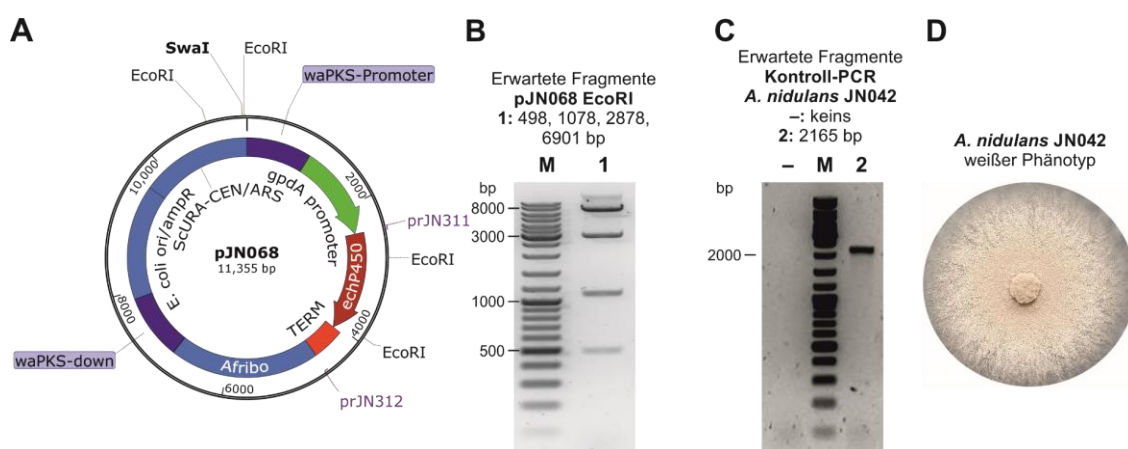 A
SwaI
EcoRI
EcoRI
waPKS-Promoter
10,000
2000
gpdA promoter
ScURA-CEN/ARS
E. coli ori/ampR
prJN311
pJN068
11,355 bp
EcoRI
echP450
TERM
8000
4000
EcoRI
waPKS-down
Afribo
6000
prJN312
B
Erwartete Fragmente
pJN068 EcoRI
1: 498, 1078, 2878,
6901 bp
M 1
bp
8000
3000
1000
500
C
Erwartete Fragmente
Kontroll-PCR
A. nidulans JN042
–: keins
2: 2165 bp
– M 2
bp
2000
D
A. nidulans JN042
weißer Phänotyp